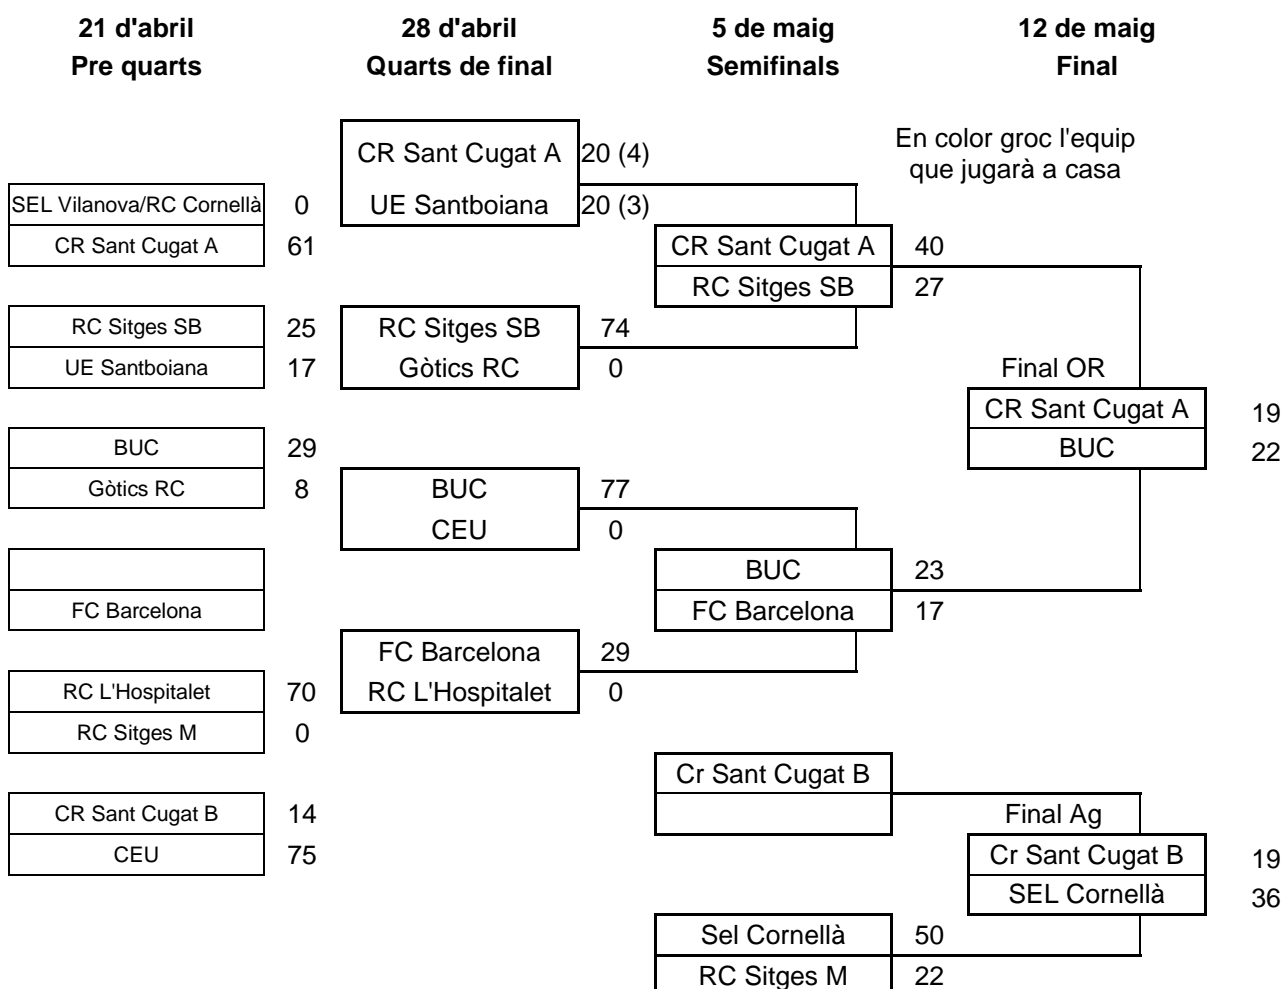 21 d'abril 28 d'abril 5 de maig 12 de maig
Pre quarts Quarts de final Semifinals Final
En color groc l'equip
CR Sant Cugat A 20 (4)
que jugarà a casa
SEL Vilanova/RC Cornellà 0 UE Santboiana 20 (3)
CR Sant Cugat A 61 CR Sant Cugat A 40
RC Sitges SB 27
RC Sitges SB 25 RC Sitges SB 74
UE Santboiana 17 Gòtics RC 0 Final OR
CR Sant Cugat A 19
BUC 29 BUC 22
Gòtics RC 8 BUC 77
CEU 0
BUC 23
FC Barcelona FC Barcelona 17
FC Barcelona 29
RC L'Hospitalet 70 RC L'Hospitalet 0
RC Sitges M 0
Cr Sant Cugat B
CR Sant Cugat B 14 Final Ag
CEU 75 Cr Sant Cugat B 19
SEL Cornellà 36
Sel Cornellà 50
RC Sitges M 22